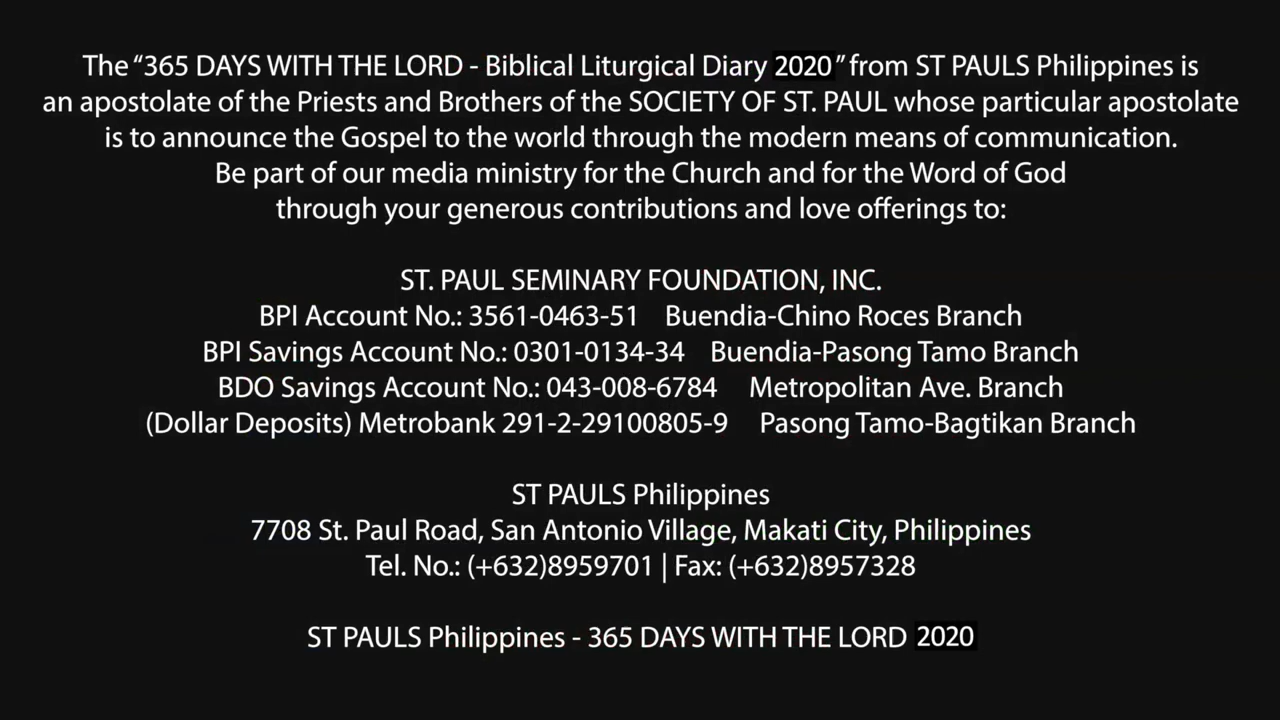 The “365 DAYS WITH THE LORD - Biblical Liturgical Diary 2020” from ST PAULS Philippines is
an apostolate of the Priests and Brothers of the SOCIETY OF ST. PAUL whose particular apostolate
is to announce the Gospel to the world through the modern means of communication.
Be part of our media ministry for the Church and for the Word of God
through your generous contributions and love offerings to:
ST. PAUL SEMINARY FOUNDATION, INC.
BPI Account No.: 3561-0463-51 Buendia-Chino Roces Branch
BPI Savings Account No.: 0301-0134-34 Buendia-Pasong Tamo Branch
BDO Savings Account No.: 043-008-6784 Metropolitan Ave. Branch
(Dollar Deposits) Metrobank 291-2-29100805-9 Pasong Tamo-Bagtikan Branch
ST PAULS Philippines
7708 St. Paul Road, San Antonio Village, Makati City, Philippines
Tel. No.: (+632)8959701 | Fax: (+632)8957328
ST PAULS Philippines - 365 DAYS WITH THE LORD 2020